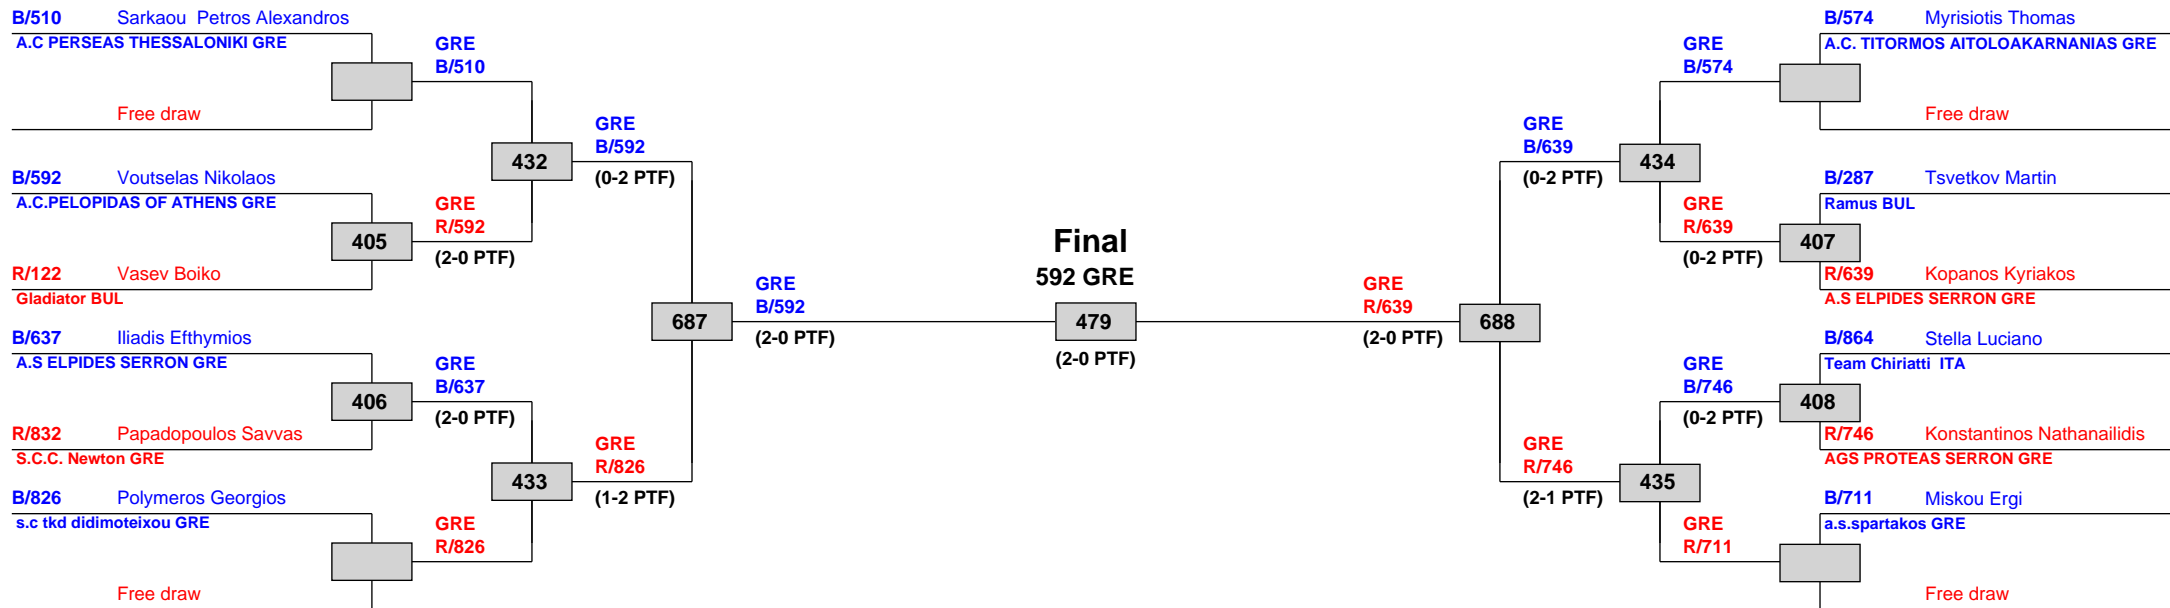 B/510 Sarkaou Petros Alexandros
A.C PERSEAS THESSALONIKI GRE
Free draw
B/592 Voutselas Nikolaos
A.C.PELOPIDAS OF ATHENS GRE
R/122 Vasev Boiko
Gladiator BUL
B/637 Iliadis Efthymios
A.S ELPIDES SERRON GRE
R/832 Papadopoulos Savvas
S.C.C. Newton GRE
B/826 Polymeros Georgios
s.c tkd didimoteixou GRE
Free draw
405
406
GRE
B/510
GRE
R/592
(2-0 PTF)
GRE
B/637
(2-0 PTF)
GRE
R/826
432
433
GRE
B/592
(0-2 PTF)
GRE
R/826
(1-2 PTF)
687
GRE
B/592
(2-0 PTF)
Final
592 GRE
479
(2-0 PTF)
GRE
R/639
(2-0 PTF)
688
GRE
B/639
(0-2 PTF)
GRE
R/746
(2-1 PTF)
434
435
GRE
B/574
GRE
R/639
(0-2 PTF)
GRE
B/746
(0-2 PTF)
GRE
R/711
407
408
B/574 Myrisiotis Thomas
A.C. TITORMOS AITOLOAKARNANIAS GRE
Free draw
B/287 Tsvetkov Martin
Ramus BUL
R/639 Kopanos Kyriakos
A.S ELPIDES SERRON GRE
B/864 Stella Luciano
Team Chiriatti ITA
R/746 Konstantinos Nathanailidis
AGS PROTEAS SERRON GRE
B/711 Miskou Ergi
a.s.spartakos GRE
Free draw